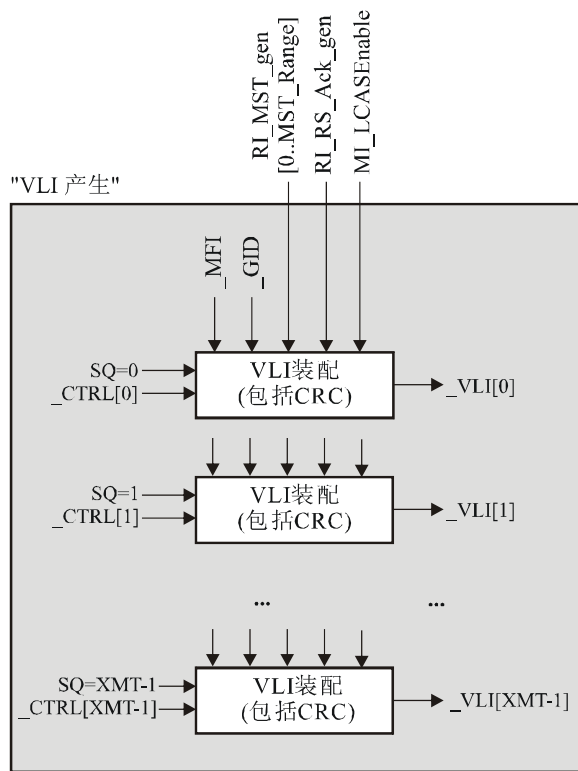 RI_MST_gen
[0..MST_Range]
RI_RS_Ack_gen
MI_LCASEnable
"VLI 产生"
_MFI
_GID
SQ=0
_CTRL[0]
VLI装配
(包括CRC)
_VLI[0]
SQ=1
_CTRL[1]
VLI装配
(包括CRC)
_VLI[1]
... ...
SQ=XMT-1
_CTRL[XMT-1]
VLI装配
(包括CRC)
_VLI[XMT-1]